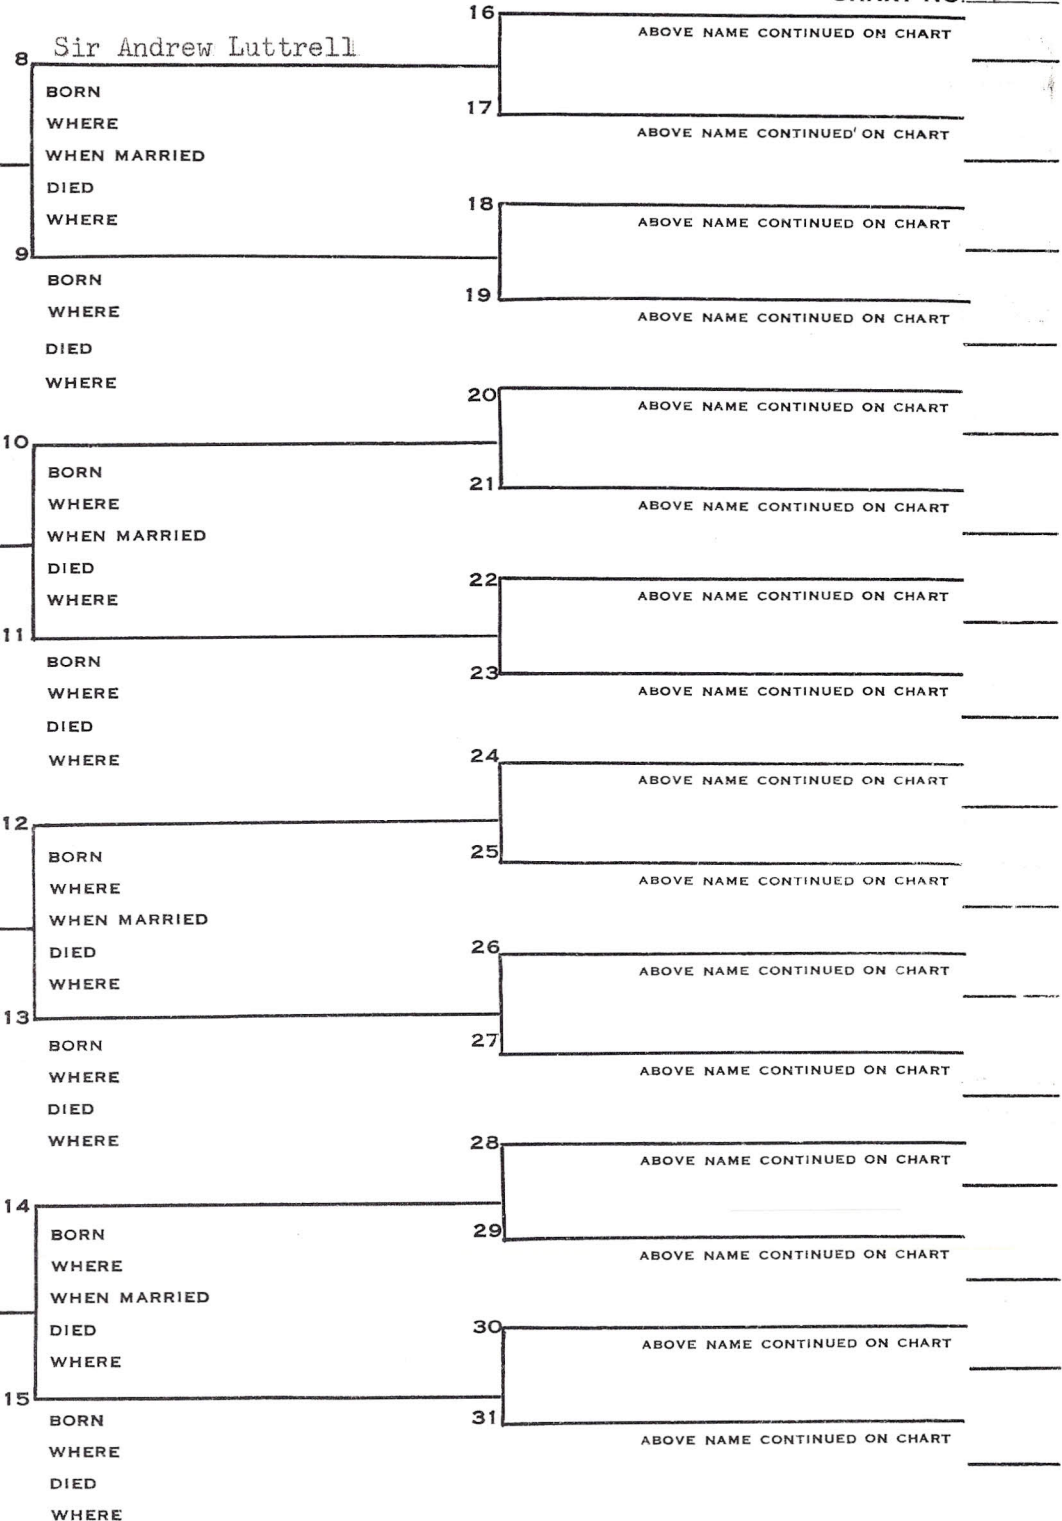 16
ABOVE NAME CONTINUED ON CHART
8 Sir Andrew Luttrell
BORN
17
WHERE
ABOVE NAME CONTINUED ON CHART
WHEN MARRIED
DIED
18
WHERE
ABOVE NAME CONTINUED ON CHART
9
BORN
19
WHERE
ABOVE NAME CONTINUED ON CHART
DIED
WHERE
20
ABOVE NAME CONTINUED ON CHART
10
BORN
21
WHERE
ABOVE NAME CONTINUED ON CHART
WHEN MARRIED
DIED
22
WHERE
ABOVE NAME CONTINUED ON CHART
11
BORN
23
WHERE
ABOVE NAME CONTINUED ON CHART
DIED
WHERE
24
ABOVE NAME CONTINUED ON CHART
12
BORN
25
WHERE
ABOVE NAME CONTINUED ON CHART
WHEN MARRIED
DIED
26
WHERE
ABOVE NAME CONTINUED ON CHART
13
BORN
27
WHERE
ABOVE NAME CONTINUED ON CHART
DIED
WHERE
28
ABOVE NAME CONTINUED ON CHART
14
BORN
29
WHERE
ABOVE NAME CONTINUED ON CHART
WHEN MARRIED
DIED
30
WHERE
ABOVE NAME CONTINUED ON CHART
15
BORN
31
WHERE
ABOVE NAME CONTINUED ON CHART
DIED
WHERE